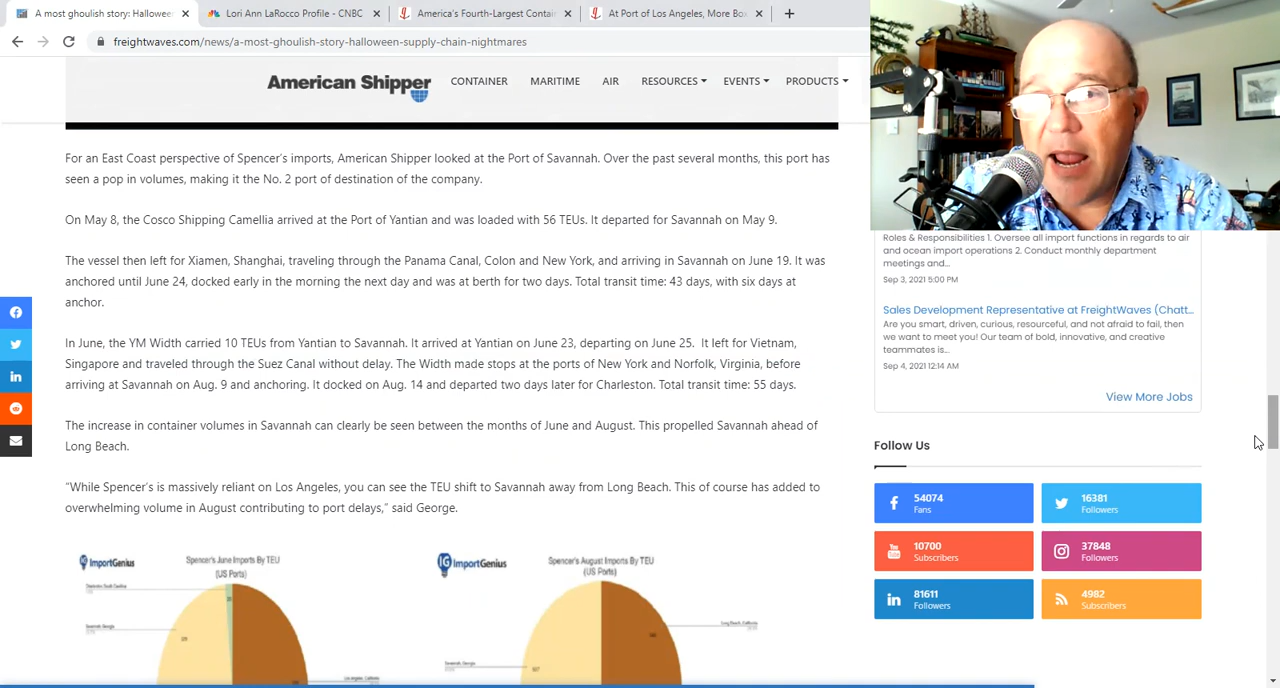 A most ghoulish story: Hallowee
Lori Ann LaRocco Profile - CNBC
America's Fourth-Largest Contain
At Port of Los Angeles, More Box
freightwaves.com/news/a-most-ghoulish-story-halloween-supply-chain-nightmares
American Shipper
CONTAINER MARITIME AIR RESOURCES EVENTS PRODUCTS
For an East Coast perspective of Spencer's imports, American Shipper looked at the Port of Savannah. Over the past several months, this port has
seen a pop in volumes, making it the No. 2 port of destination of the company.
On May 8, the Cosco Shipping Camellia arrived at the Port of Yantian and was loaded with 56 TEUs. It departed for Savannah on May 9.
The vessel then left for Xiamen, Shanghai, traveling through the Panama Canal, Colon and New York, and arriving in Savannah on June 19. It was
anchored until June 24, docked early in the morning the next day and was at berth for two days. Total transit time: 43 days, with six days at
anchor.
In June, the YM Width carried 10 TEUs from Yantian to Savannah. It arrived at Yantian on June 23, departing on June 25. It left for Vietnam,
Singapore and traveled through the Suez Canal without delay. The Width made stops at the ports of New York and Norfolk, Virginia, before
arriving at Savannah on Aug. 9 and anchoring. It docked on Aug. 14 and departed two days later for Charleston. Total transit time: 55 days.
The increase in container volumes in Savannah can clearly be seen between the months of June and August. This propelled Savannah ahead of
Long Beach.
“While Spencer's is massively reliant on Los Angeles, you can see the TEU shift to Savannah away from Long Beach. This of course has added to
overwhelming volume in August contributing to port delays,” said George.
IG ImportGenius
Spencer's June Imports By TEU
(US Ports)
Savannah, Georgia
Los Angeles, California
IG ImportGenius
Spencer's August Imports By TEU
(US Ports)
Long Beach, California
Savannah, Georgia
Roles & Responsibilities 1. Oversee all import functions in regards to air
and ocean import operations 2. Conduct monthly department
meetings and...
Sep 3, 2021 5:00 PM
Sales Development Representative at FreightWaves (Chatt...
Are you smart, driven, curious, resourceful, and not afraid to fail, then
we want to meet you! Our team of bold, innovative, and creative
teammates is...
Sep 4, 2021 12:14 AM
View More Jobs
Follow Us
54074
Fans
16381
Followers
10700
Subscribers
37848
Followers
81611
Followers
4982
Subscribers